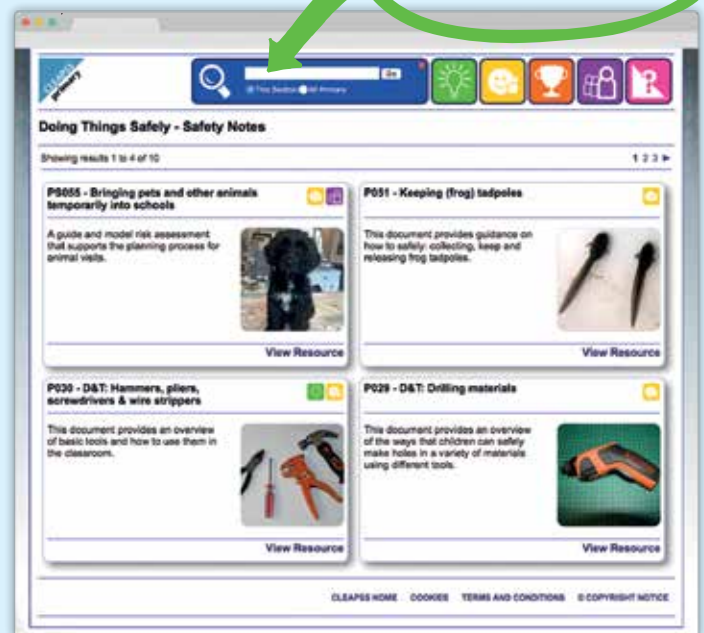 CLEAPSS
primary
Go
This Section All Primary
Doing Things Safely - Safety Notes
Showing results 1 to 4 of 10
1 2 3
PS055 - Bringing pets and other animals
temporarily into schools
A guide and model risk assessment
that supports the planning process for
animal visits.
View Resource
P051 - Keeping (frog) tadpoles
This document provides guidance on
how to safely: collecting, keep and
releasing frog tadpoles.
View Resource
P030 - D&T: Hammers, pliers,
screwdrivers & wire strippers
This document provides an overview
of basic tools and how to use them in
the classroom.
View Resource
P029 - D&T: Drilling materials
This document provides an overview
of the ways that children can safely
make holes in a variety of materials
using different tools.
View Resource
CLEAPSS HOME COOKIES TERMS AND CONDITIONS © COPYRIGHT NOTICE